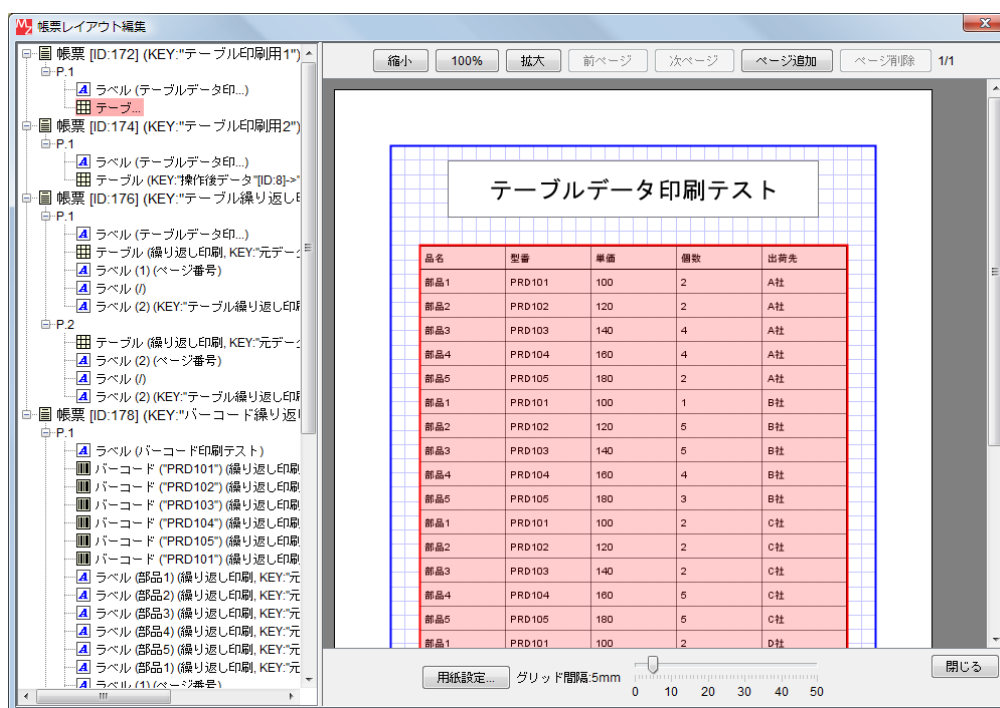 帳票レイアウト編集
帳票 [ID:172] (KEY:"テーブル印刷用1")
P.1
ラベル (テーブルデータ印...)
テーブ...
帳票 [ID:174] (KEY:"テーブル印刷用2")
P.1
ラベル (テーブルデータ印...)
テーブル (KEY:"操作後データ"[ID:8]->"
帳票 [ID:176] (KEY:"テーブル繰り返し
P.1
ラベル (テーブルデータ印...)
テーブル (繰り返し印刷, KEY:"元デー
ラベル (1) (ページ番号)
ラベル (/)
ラベル (2) (KEY:"テーブル繰り返し印
P.2
テーブル (繰り返し印刷, KEY:"元デー
ラベル (2) (ページ番号)
ラベル (/)
ラベル (2) (KEY:"テーブル繰り返し印
帳票 [ID:178] (KEY:"バーコード繰り返
P.1
ラベル (バーコード印刷テスト)
バーコード ("PRD101") (繰り返し印刷
バーコード ("PRD102") (繰り返し印刷
バーコード ("PRD103") (繰り返し印刷
バーコード ("PRD104") (繰り返し印刷
バーコード ("PRD105") (繰り返し印刷
バーコード ("PRD101") (繰り返し印刷
ラベル (部品1) (繰り返し印刷, KEY:"元
ラベル (部品2) (繰り返し印刷, KEY:"元
ラベル (部品3) (繰り返し印刷, KEY:"元
ラベル (部品4) (繰り返し印刷, KEY:"元
ラベル (部品5) (繰り返し印刷, KEY:"元
ラベル (部品1) (繰り返し印刷, KEY:"元
ラベル (1) (ページ番号)
縮小 100% 拡大 前ページ 次ページ ページ追加 ページ削除 1/1
テーブルデータ印刷テスト
品名 型番 単価 個数 出荷先
部品1 PRD101 100 2 A社
部品2 PRD102 120 2 A社
部品3 PRD103 140 4 A社
部品4 PRD104 160 4 A社
部品5 PRD105 180 2 A社
部品1 PRD101 100 1 B社
部品2 PRD102 120 5 B社
部品3 PRD103 140 5 B社
部品4 PRD104 160 4 B社
部品5 PRD105 180 3 B社
部品1 PRD101 100 2 C社
部品2 PRD102 120 2 C社
部品3 PRD103 140 2 C社
部品4 PRD104 160 5 C社
部品5 PRD105 180 5 C社
部品1 PRD101 100 2 D社
用紙設定... グリッド間隔:5mm
0 10 20 30 40 50
閉じる